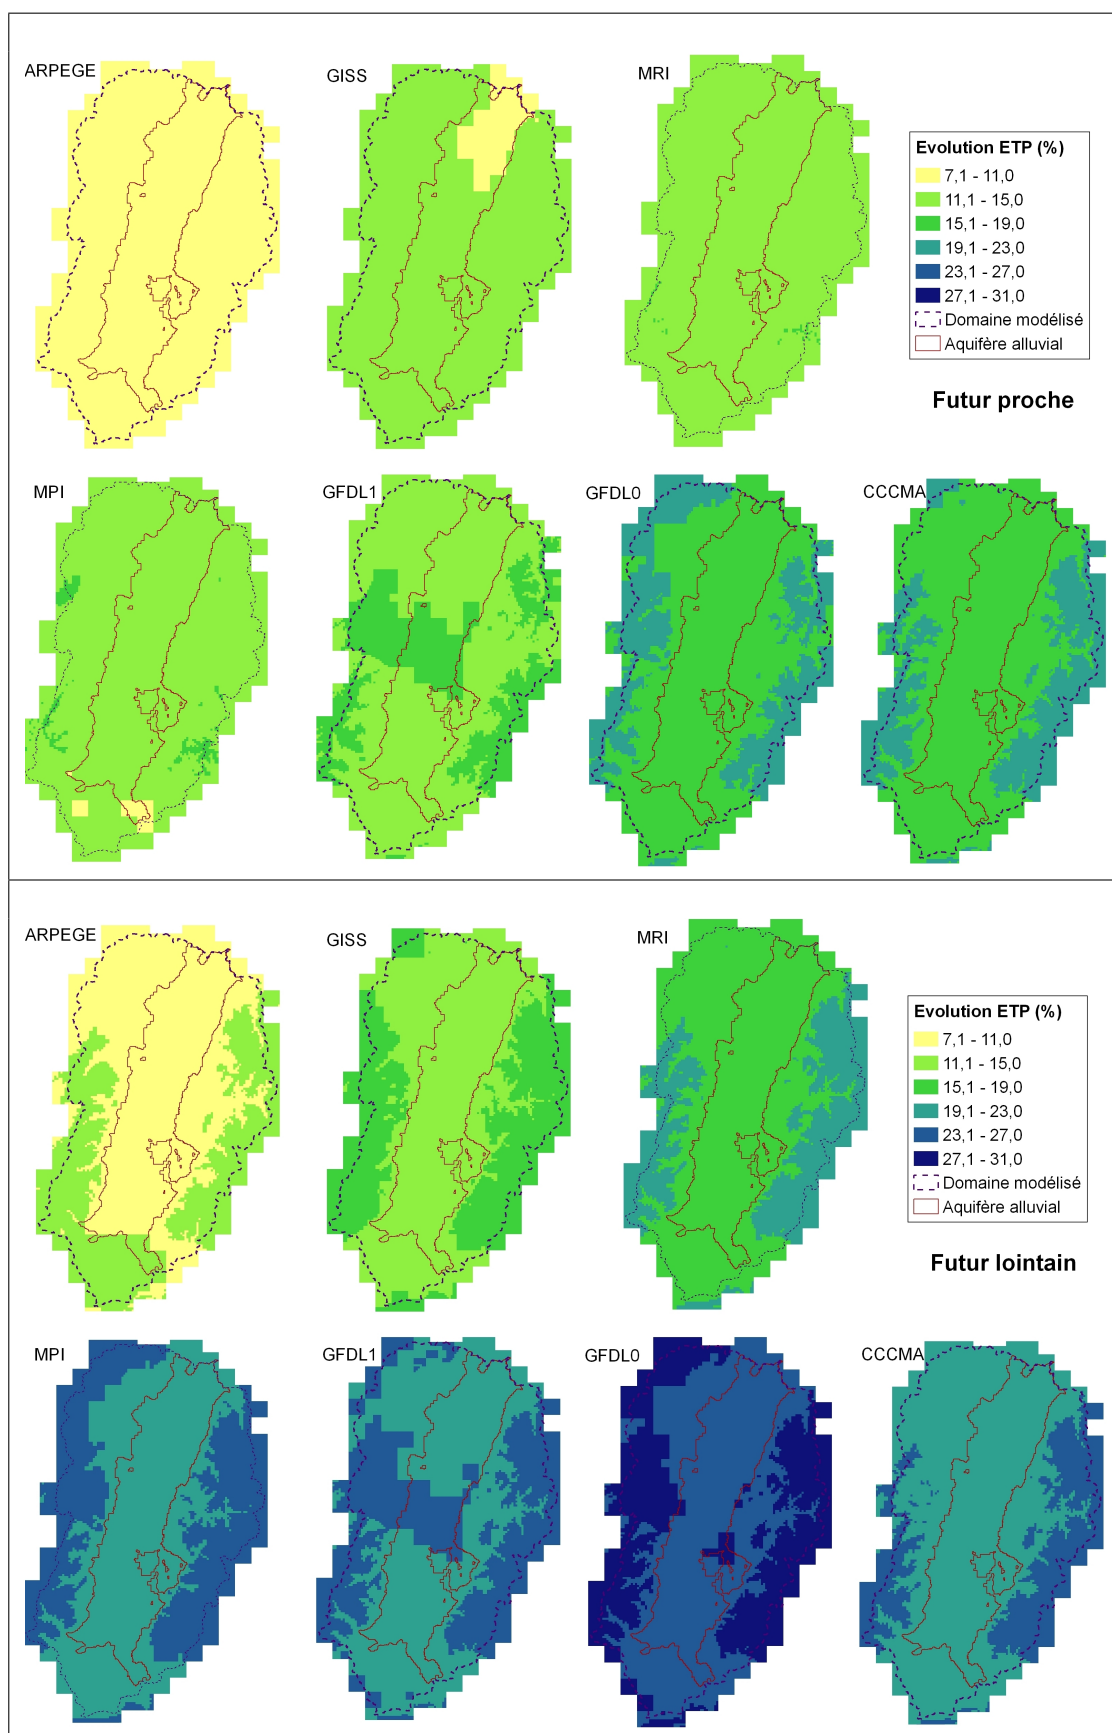 ARPEGE
GISS
MRI
Evolution ETP (%)
7,1 - 11,0
11,1 - 15,0
15,1 - 19,0
19,1 - 23,0
23,1 - 27,0
27,1 - 31,0
Domaine modélisé
Aquifère alluvial
Futur proche
MPI
GFDL1
GFDL0
CCCMA
ARPEGE
GISS
MRI
Evolution ETP (%)
7,1 - 11,0
11,1 - 15,0
15,1 - 19,0
19,1 - 23,0
23,1 - 27,0
27,1 - 31,0
Domaine modélisé
Aquifère alluvial
Futur lointain
MPI
GFDL1
GFDL0
CCCMA